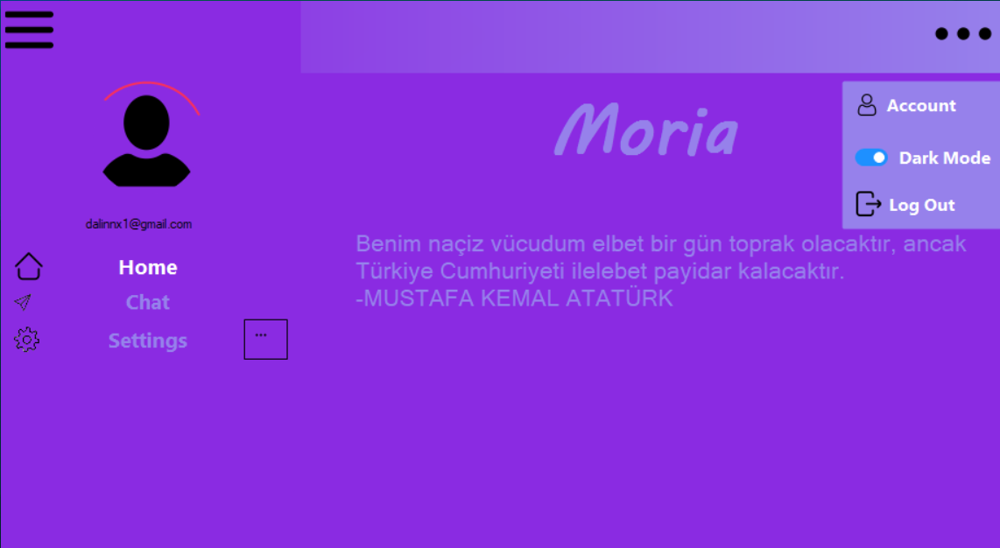 Moria
Account
Dark Mode
Log Out
dalinnx1@gmail.com
Home
Chat
Settings
...
Benim naçiz vücudum elbet bir gün toprak olacaktır, ancak
Türkiye Cumhuriyeti ilelebet payidar kalacaktır.
-MUSTAFA KEMAL ATATÜRK